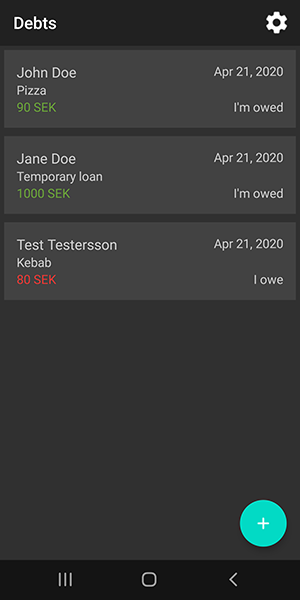 Debts
John Doe Apr 21, 2020
Pizza
90 SEK I'm owed
Jane Doe Apr 21, 2020
Temporary loan
1000 SEK I'm owed
Test Testersson Apr 21, 2020
Kebab
80 SEK I owe